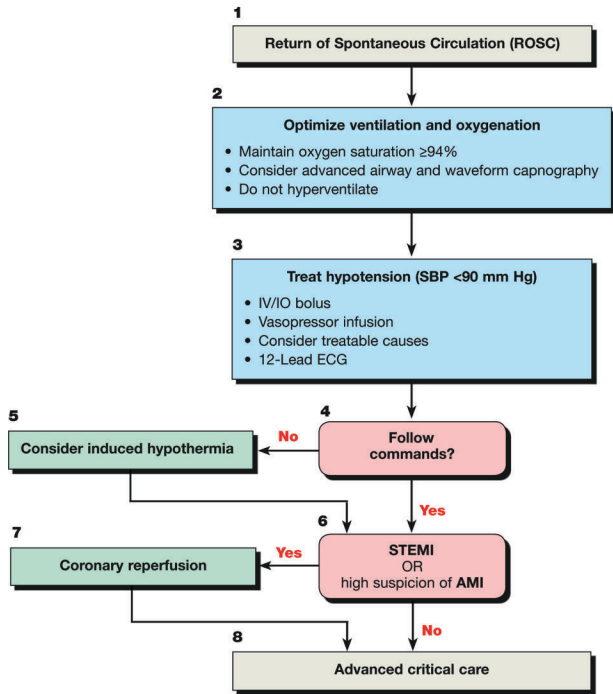 1
Return of Spontaneous Circulation (ROSC)
2
Optimize ventilation and oxygenation
• Maintain oxygen saturation ≥94%
• Consider advanced airway and waveform capnography
• Do not hyperventilate
3
Treat hypotension (SBP <90 mm Hg)
• IV/IO bolus
• Vasopressor infusion
• Consider treatable causes
• 12-Lead ECG
4
Follow
commands?
No
5
Consider induced hypothermia
Yes
6
STEMI
OR
high suspicion of AMI
Yes
7
Coronary reperfusion
No
8
Advanced critical care